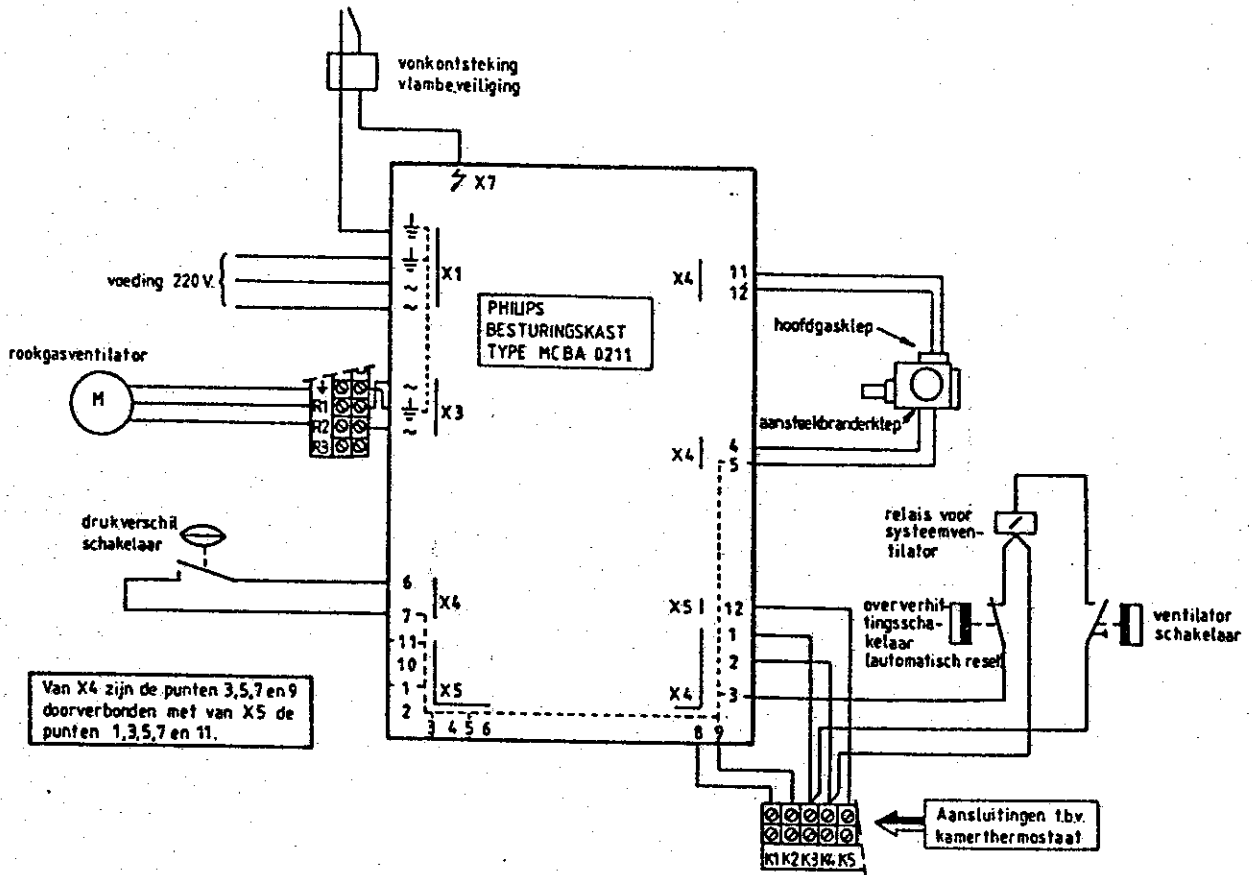 vonkontsteking
vlambeveiliging
X7
voeding 220 V.
X1
X4
11
12
PHILIPS
BESTURINGSKAST
TYPE MCBA 0211
hoofdgasklep
rookgasventilator
M
R1
R2
R3
X3
aansteekbranderklep
X4
4
5
drukverschil
schakelaar
relais voor
systeemven-
tilator
6
7
X4
X5
12
1
2
3
X4
oververhit
tingsscha-
kelaar
(automatisch reset)
ventilator
schakelaar
11
10
1
2
X5
3 4 5 6
8 9
Van X4 zijn de punten 3,5,7 en 9
doorverbonden met van X5 de
punten 1,3,5,7 en 11.
Aansluitingen t.b.v.
kamerthermostaat
K1 K2 K3 K4 K5